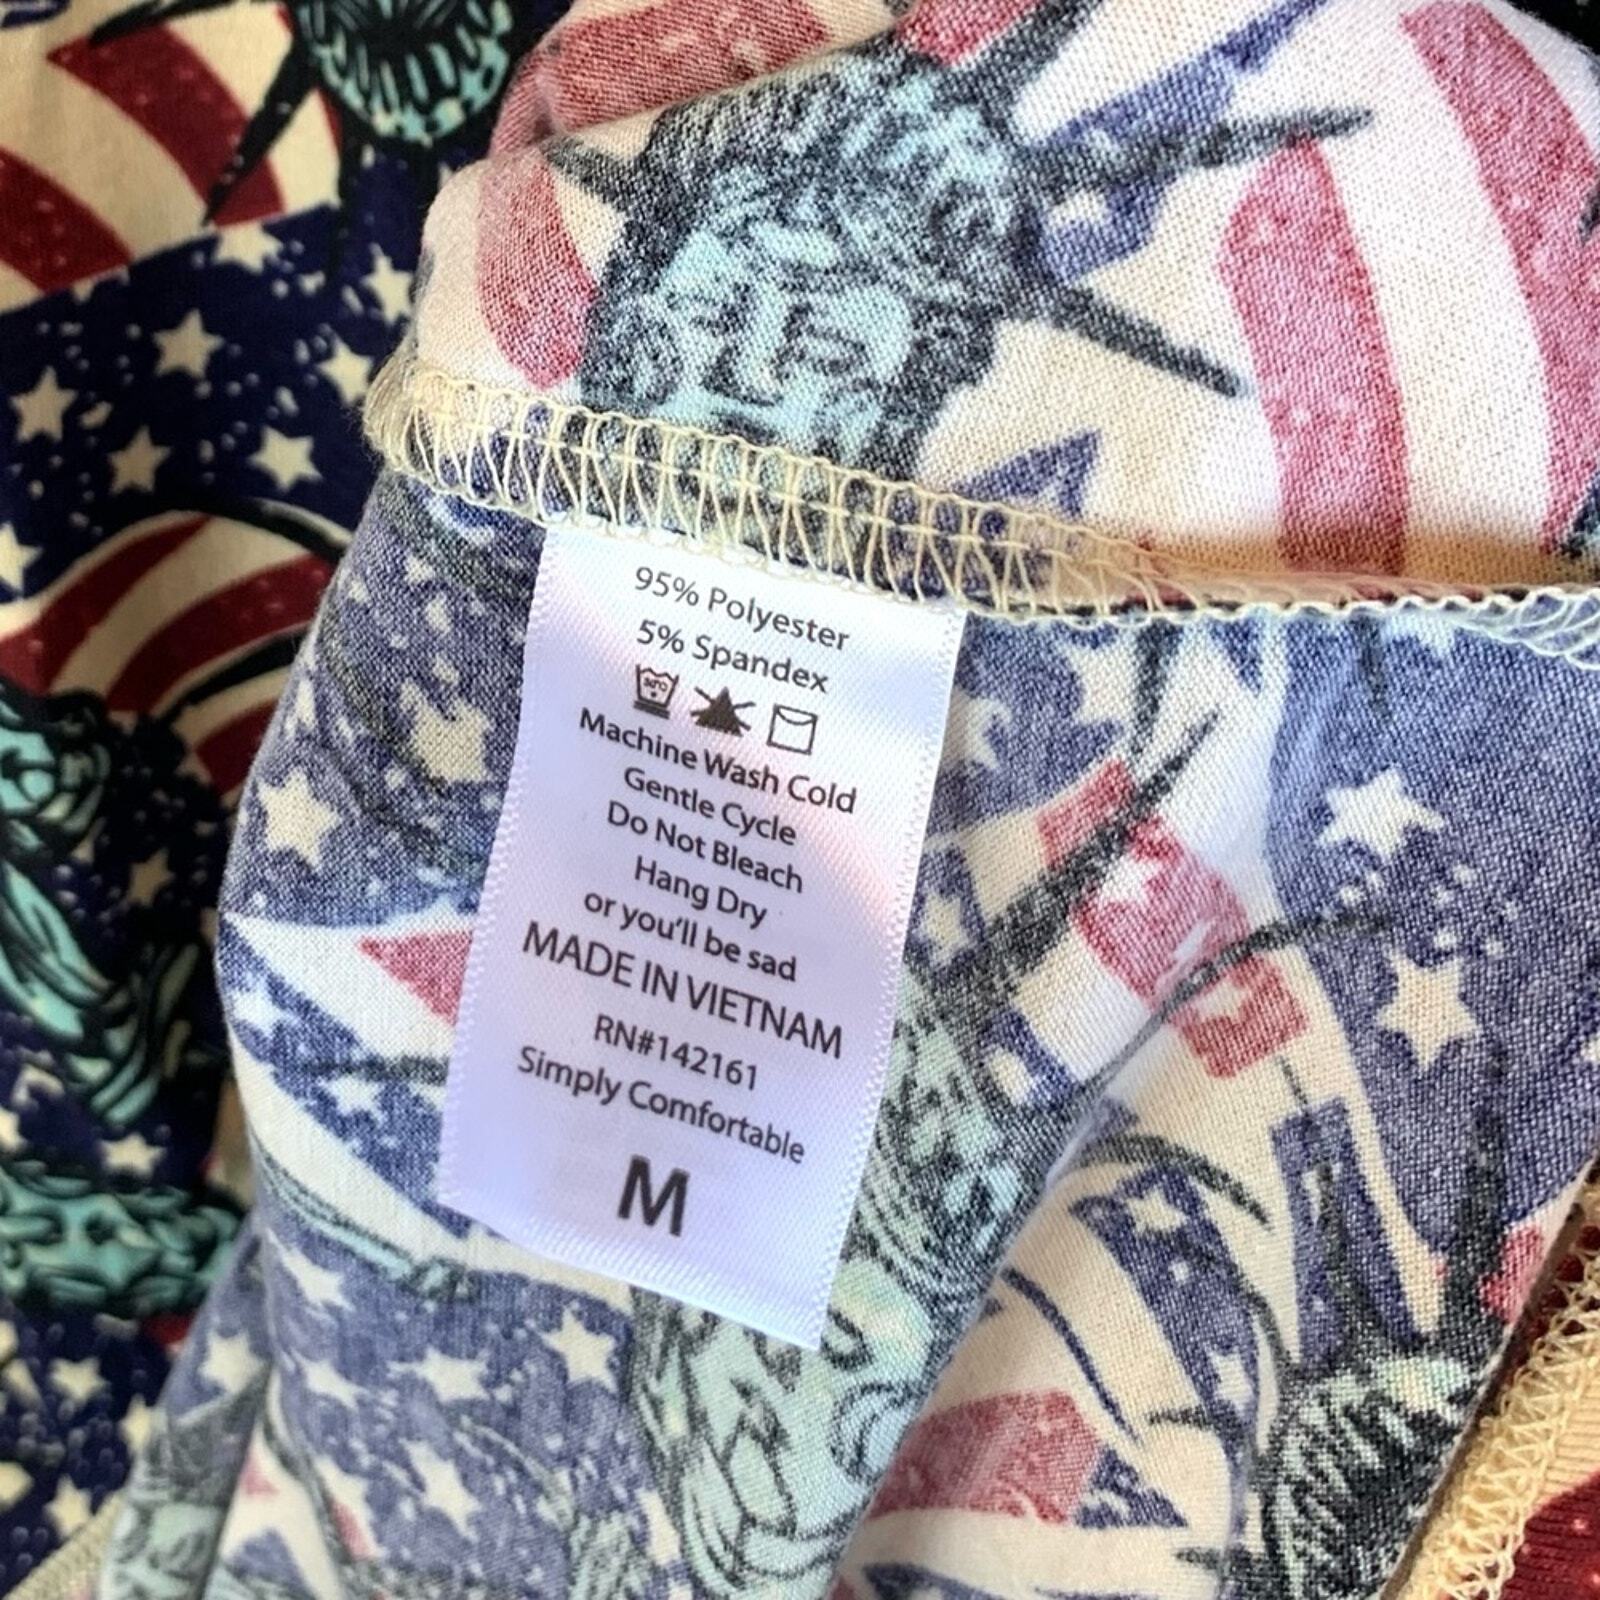 95% Polyester
5% Spandex
30°C
Machine Wash Cold
Gentle Cycle
Do Not Bleach
Hang Dry
or you'll be sad
MADE IN VIETNAM
RN#142161
Simply Comfortable
M